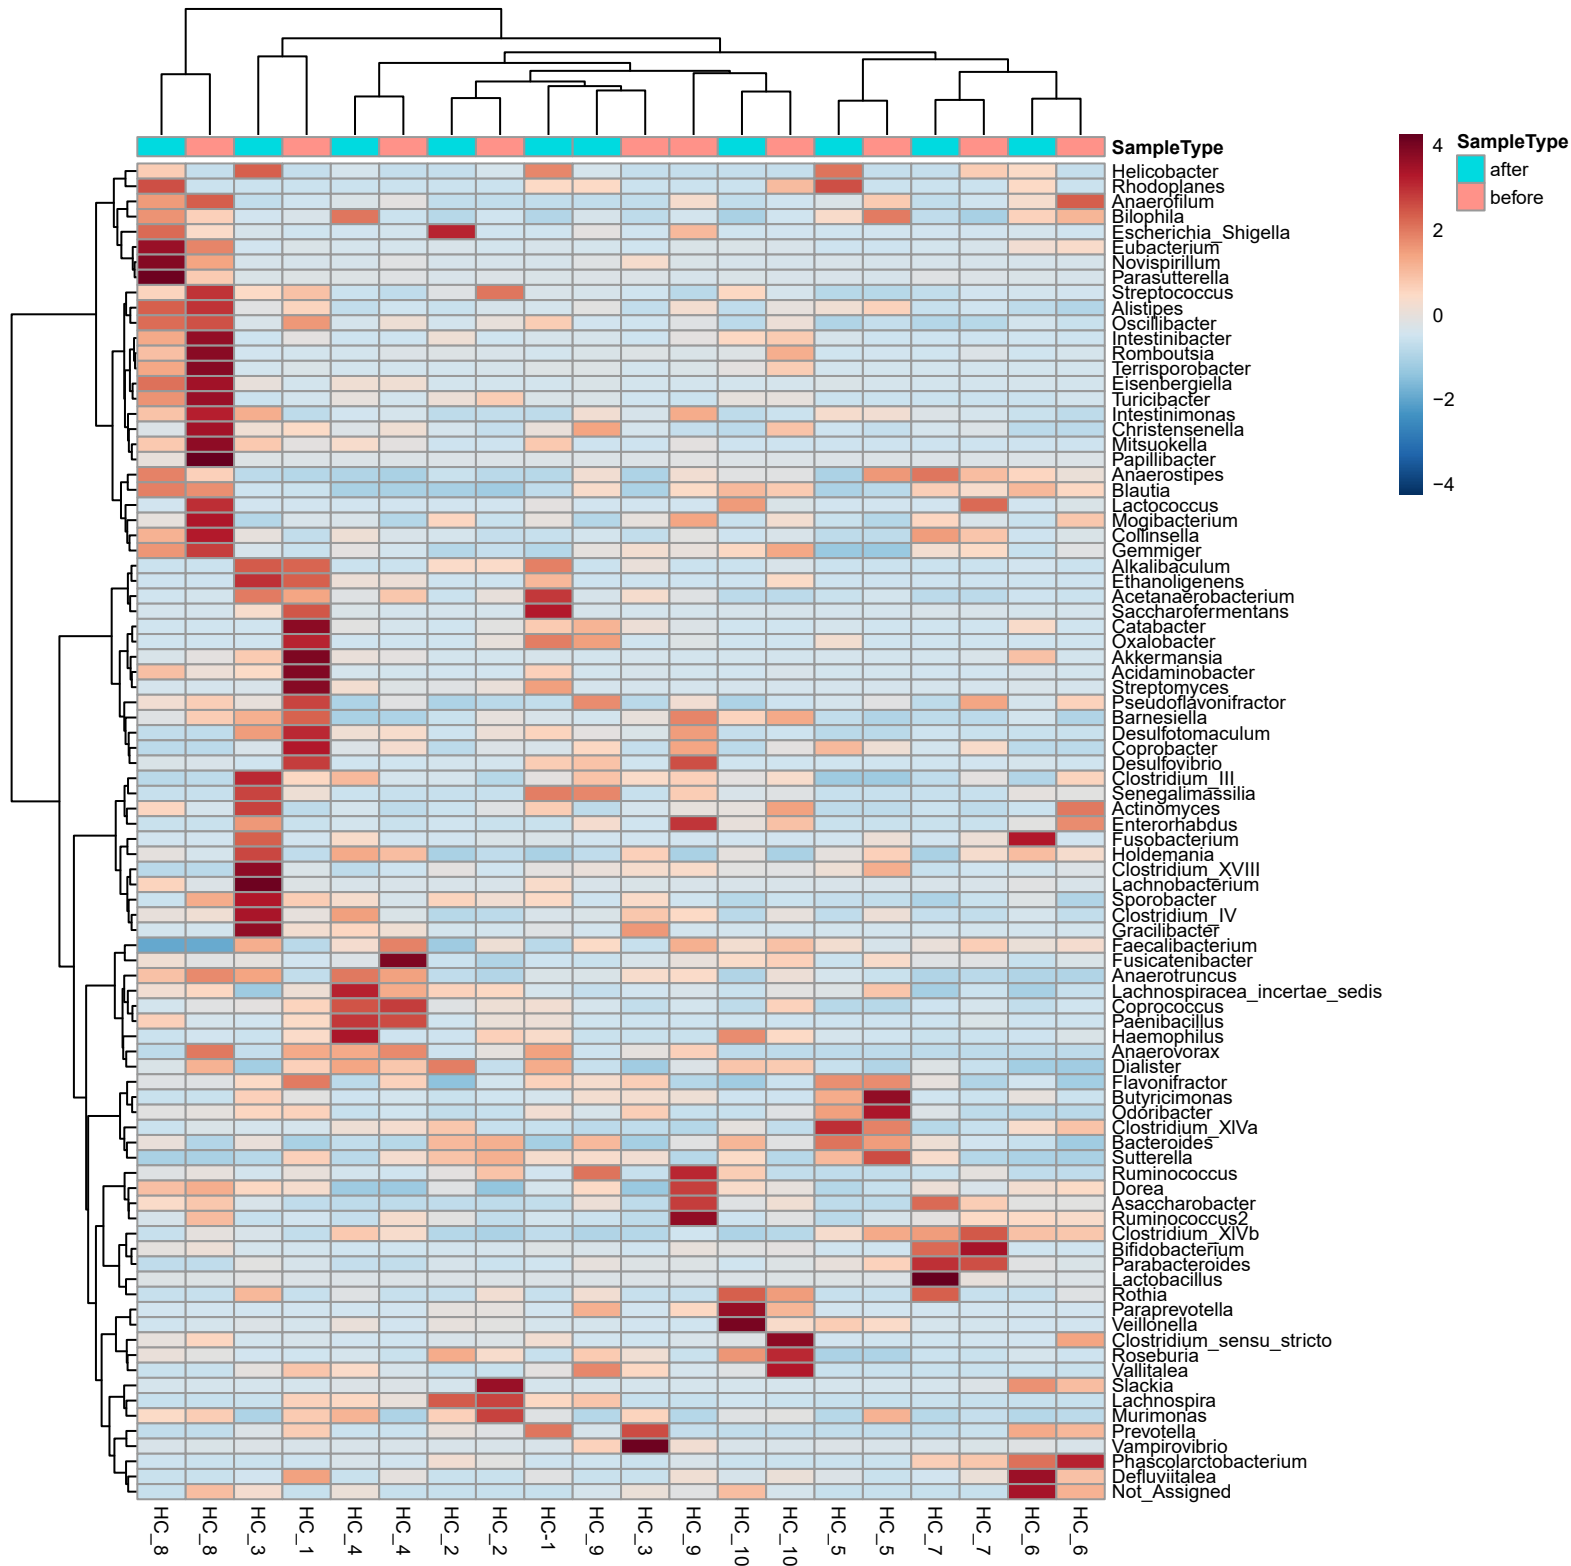 SampleType
4
2
0
−2
−4
SampleType
after
before
Helicobacter
Rhodoplanes
Anaerofilum
Bilophila
Escherichia_Shigella
Eubacterium
Novispirillum
Parasutterella
Streptococcus
Alistipes
Oscillibacter
Intestinibacter
Romboutsia
Terrisporobacter
Eisenbergiella
Turicibacter
Intestinimonas
Christensenella
Mitsuokella
Papillibacter
Anaerostipes
Blautia
Lactococcus
Mogibacterium
Collinsella
Gemmiger
Alkalibaculum
Ethanoligenens
Acetanaerobacterium
Saccharofermentans
Catabacter
Oxalobacter
Akkermansia
Acidaminobacter
Streptomyces
Pseudoflavonifractor
Barnesiella
Desulfotomaculum
Coprobacter
Desulfovibrio
Clostridium_III
Senegalimassilia
Actinomyces
Enterorhabdus
Fusobacterium
Holdemania
Clostridium_XVIII
Lachnobacterium
Sporobacter
Clostridium_IV
Gracilibacter
Faecalibacterium
Fusicatenibacter
Anaerotruncus
Lachnospiracea_incertae_sedis
Coprococcus
Paenibacillus
Haemophilus
Anaerovorax
Dialister
Flavonifractor
Butyricimonas
Odoribacter
Clostridium_XIVa
Bacteroides
Sutterella
Ruminococcus
Dorea
Asaccharobacter
Ruminococcus2
Clostridium_XIVb
Bifidobacterium
Parabacteroides
Lactobacillus
Rothia
Paraprevotella
Veillonella
Clostridium_sensu_stricto
Roseburia
Vallitalea
Slackia
Lachnospira
Murimonas
Prevotella
Vampirovibrio
Phascolarctobacterium
Defluviitalea
Not_Assigned
HC_8
HC_8
HC_3
HC_1
HC_4
HC_4
HC_2
HC_2
HC-1
HC_9
HC_3
HC_9
HC_10
HC_10
HC_5
HC_5
HC_7
HC_7
HC_6
HC_6